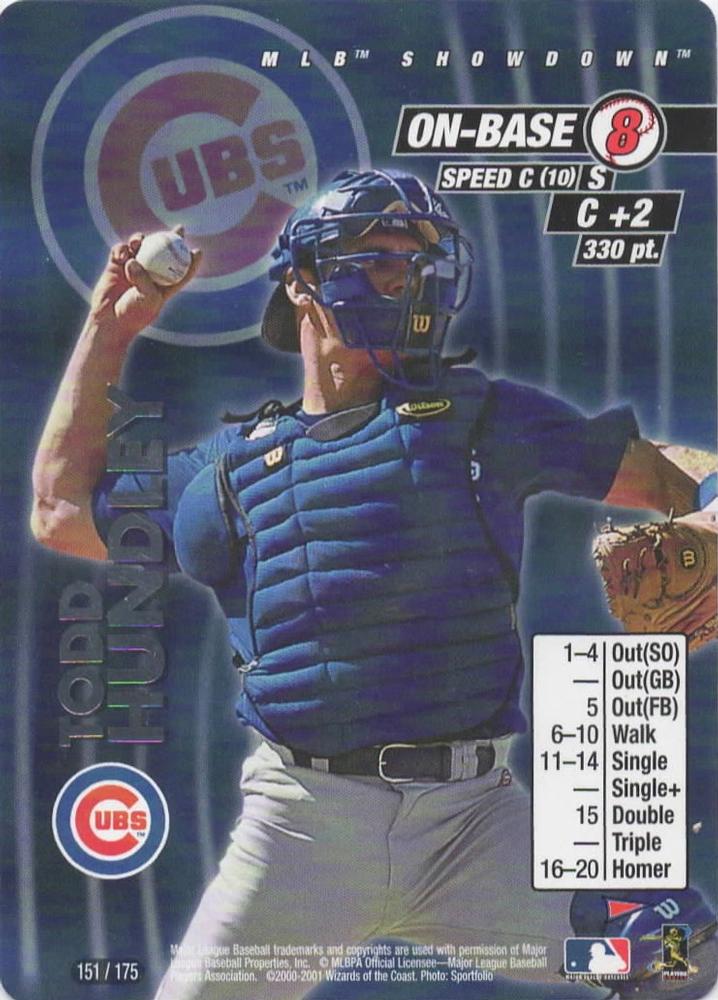 MLB™ SHOWDOWN™
CUBS™
ON-BASE 8
SPEED C (10) S
C +2
330 pt.
W
Wilson
TODD
HUNDLEY
1–4 Out(SO)
— Out(GB)
5 Out(FB)
6–10 Walk
11–14 Single
— Single+
15 Double
— Triple
16–20 Homer
CUBS™
151 / 175
Major League Baseball trademarks and copyrights are used with permission of Major
League Baseball Properties, Inc. © MLBPA Official Licensee—Major League Baseball
Players Association. ©2000-2001 Wizards of the Coast. Photo: Sportfolio